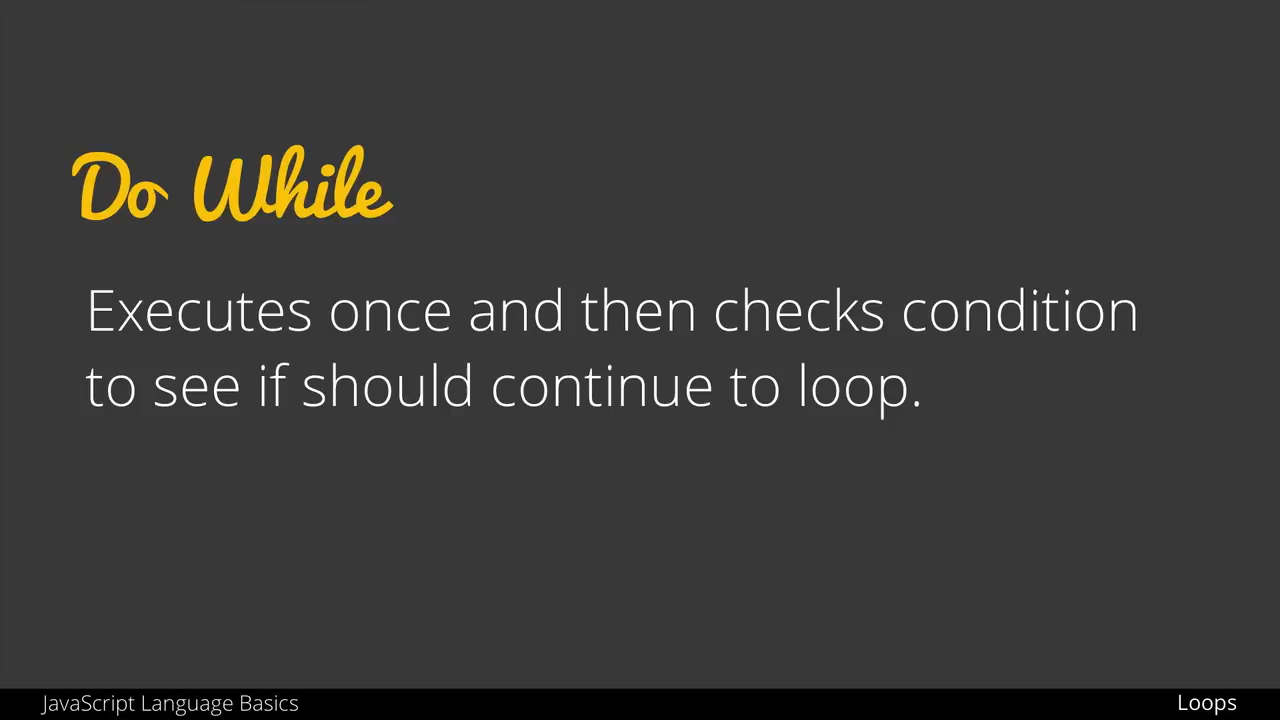 Do While
Executes once and then checks condition
to see if should continue to loop.
JavaScript Language Basics
Loops